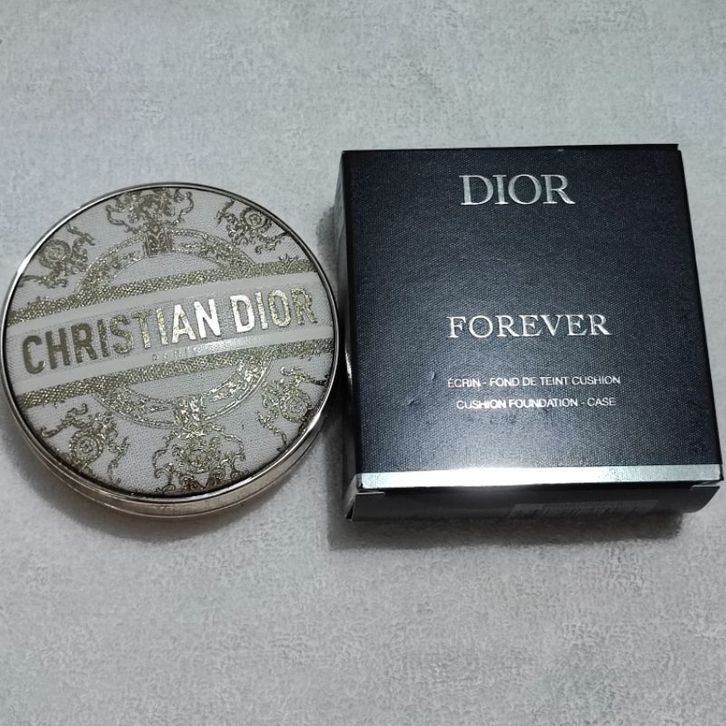 CHRISTIAN DIOR
DIOR
FOREVER
ÉCRIN - FOND DE TEINT CUSHION
CUSHION FOUNDATION - CASE